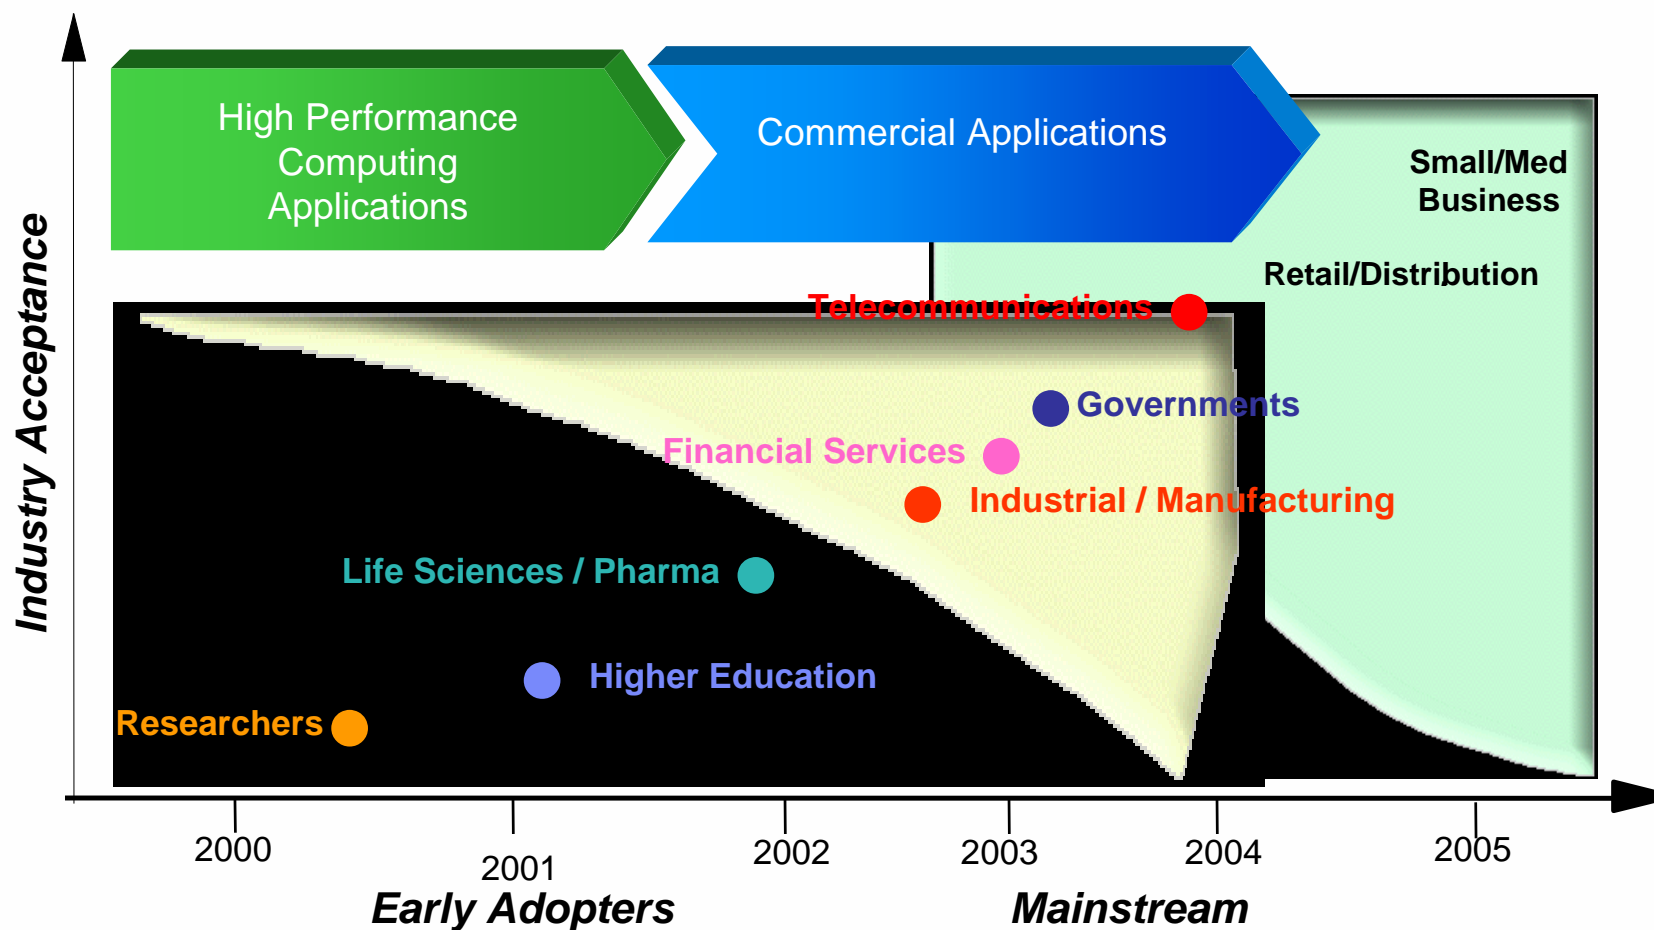 High Performance
Computing
Applications
Commercial Applications
Small/Med
Business
Retail/Distribution
Telecommunications
Governments
Financial Services
Industrial / Manufacturing
Life Sciences / Pharma
Higher Education
Researchers
Industry Acceptance
2000
2001
2002
2003
2004
2005
Early Adopters
Mainstream